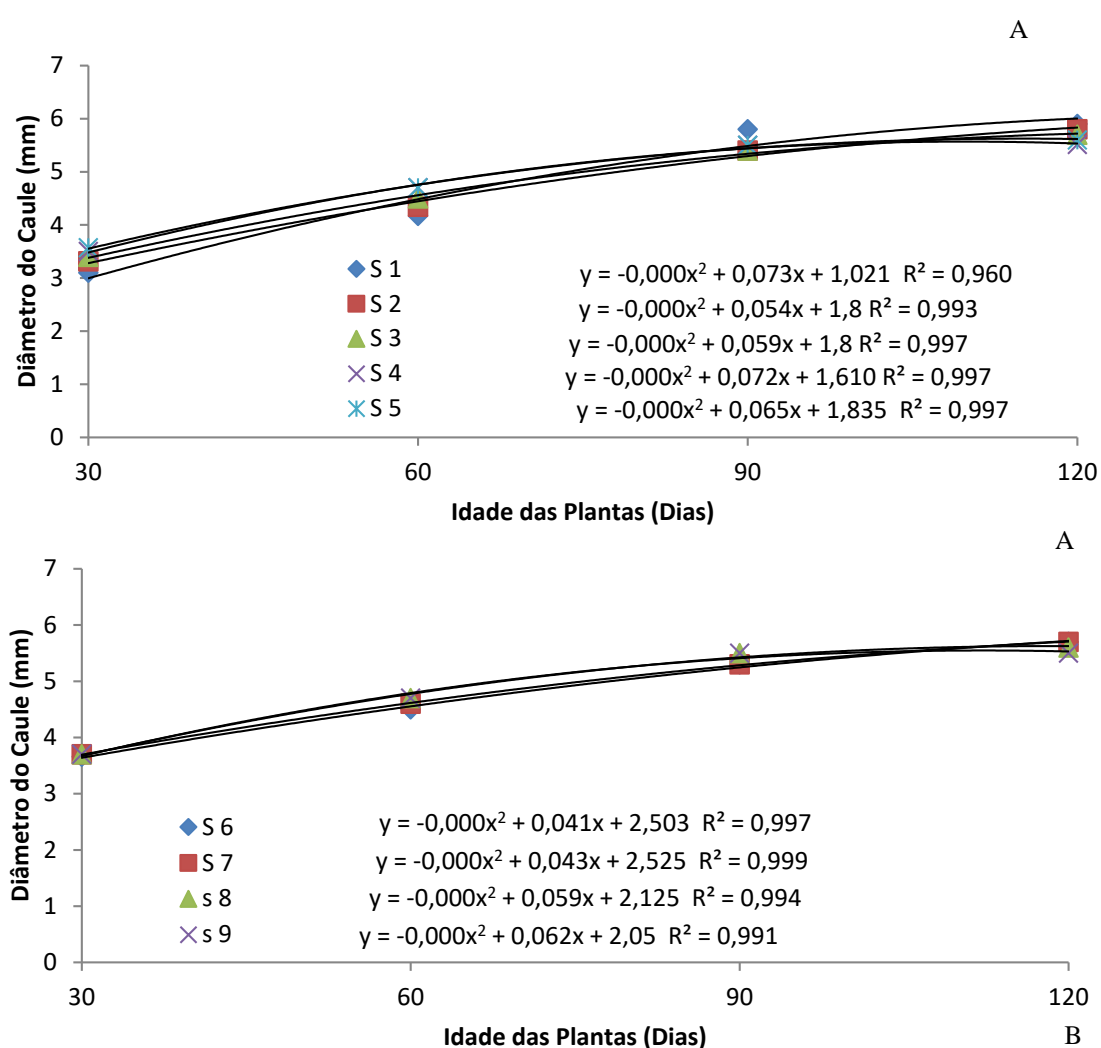 A
7
6
5
4
3
2
1
0
Diâmetro do Caule (mm)
S 1
S 2
S 3
S 4
S 5
y = -0,000x² + 0,073x + 1,021 R² = 0,960
y = -0,000x² + 0,054x + 1,8 R² = 0,993
y = -0,000x² + 0,059x + 1,8 R² = 0,997
y = -0,000x² + 0,072x + 1,610 R² = 0,997
y = -0,000x² + 0,065x + 1,835 R² = 0,997
30 60 90 120
Idade das Plantas (Dias)
A
7
6
5
4
3
2
1
0
Diâmetro do Caule (mm)
S 6
S 7
s 8
s 9
y = -0,000x² + 0,041x + 2,503 R² = 0,997
y = -0,000x² + 0,043x + 2,525 R² = 0,999
y = -0,000x² + 0,059x + 2,125 R² = 0,994
y = -0,000x² + 0,062x + 2,05 R² = 0,991
30 60 90 120
Idade das Plantas (Dias)
B